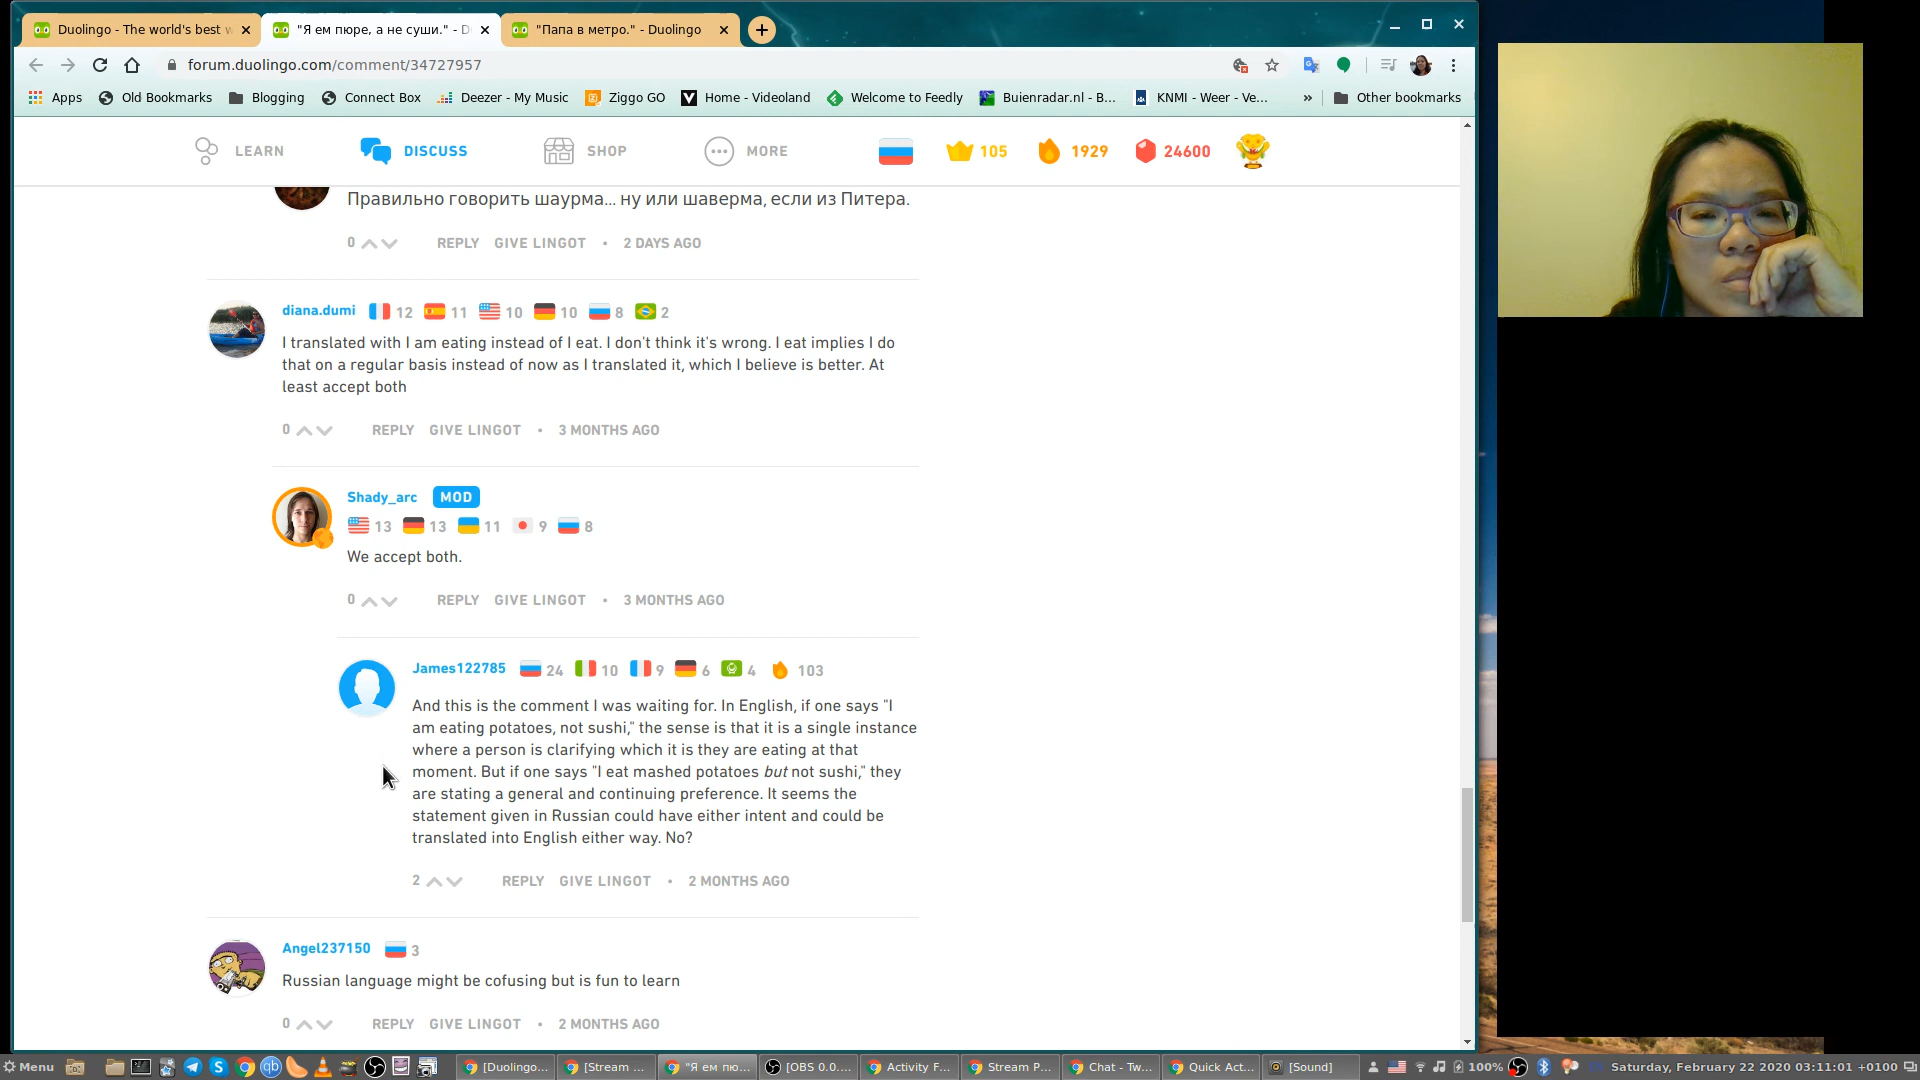 Duolingo - The world's best w
"Я ем пюре, а не суши." - D
"Папа в метро." - Duolingo
forum.duolingo.com/comment/34727957
Apps
Old Bookmarks
Blogging
Connect Box
Deezer - My Music
Ziggo GO
Home - Videoland
Welcome to Feedly
Buienradar.nl - B...
KNMI - Weer - Ve...
»
Other bookmarks
LEARN
DISCUSS
SHOP
MORE
105
1929
24600
Правильно говорить шаурма... ну или шаверма, если из Питера.
0 REPLY GIVE LINGOT • 2 DAYS AGO
diana.dumi 12 11 10 10 8 2
I translated with I am eating instead of I eat. I don't think it's wrong. I eat implies I do
that on a regular basis instead of now as I translated it, which I believe is better. At
least accept both
0 REPLY GIVE LINGOT • 3 MONTHS AGO
Shady_arc MOD
13 13 11 9 8
We accept both.
0 REPLY GIVE LINGOT • 3 MONTHS AGO
James122785 24 10 9 6 4 103
And this is the comment I was waiting for. In English, if one says "I
am eating potatoes, not sushi," the sense is that it is a single instance
where a person is clarifying which it is they are eating at that
moment. But if one says "I eat mashed potatoes but not sushi," they
are stating a general and continuing preference. It seems the
statement given in Russian could have either intent and could be
translated into English either way. No?
2 REPLY GIVE LINGOT • 2 MONTHS AGO
Angel237150 3
Russian language might be cofusing but is fun to learn
0 REPLY GIVE LINGOT • 2 MONTHS AGO
Menu
[Duolingo...
[Stream ...
"Я ем пю...
[OBS 0.0....
Activity F...
Stream P...
Chat - Tw...
Quick Act...
[Sound]
100%
Saturday, February 22 2020 03:11:01 +0100